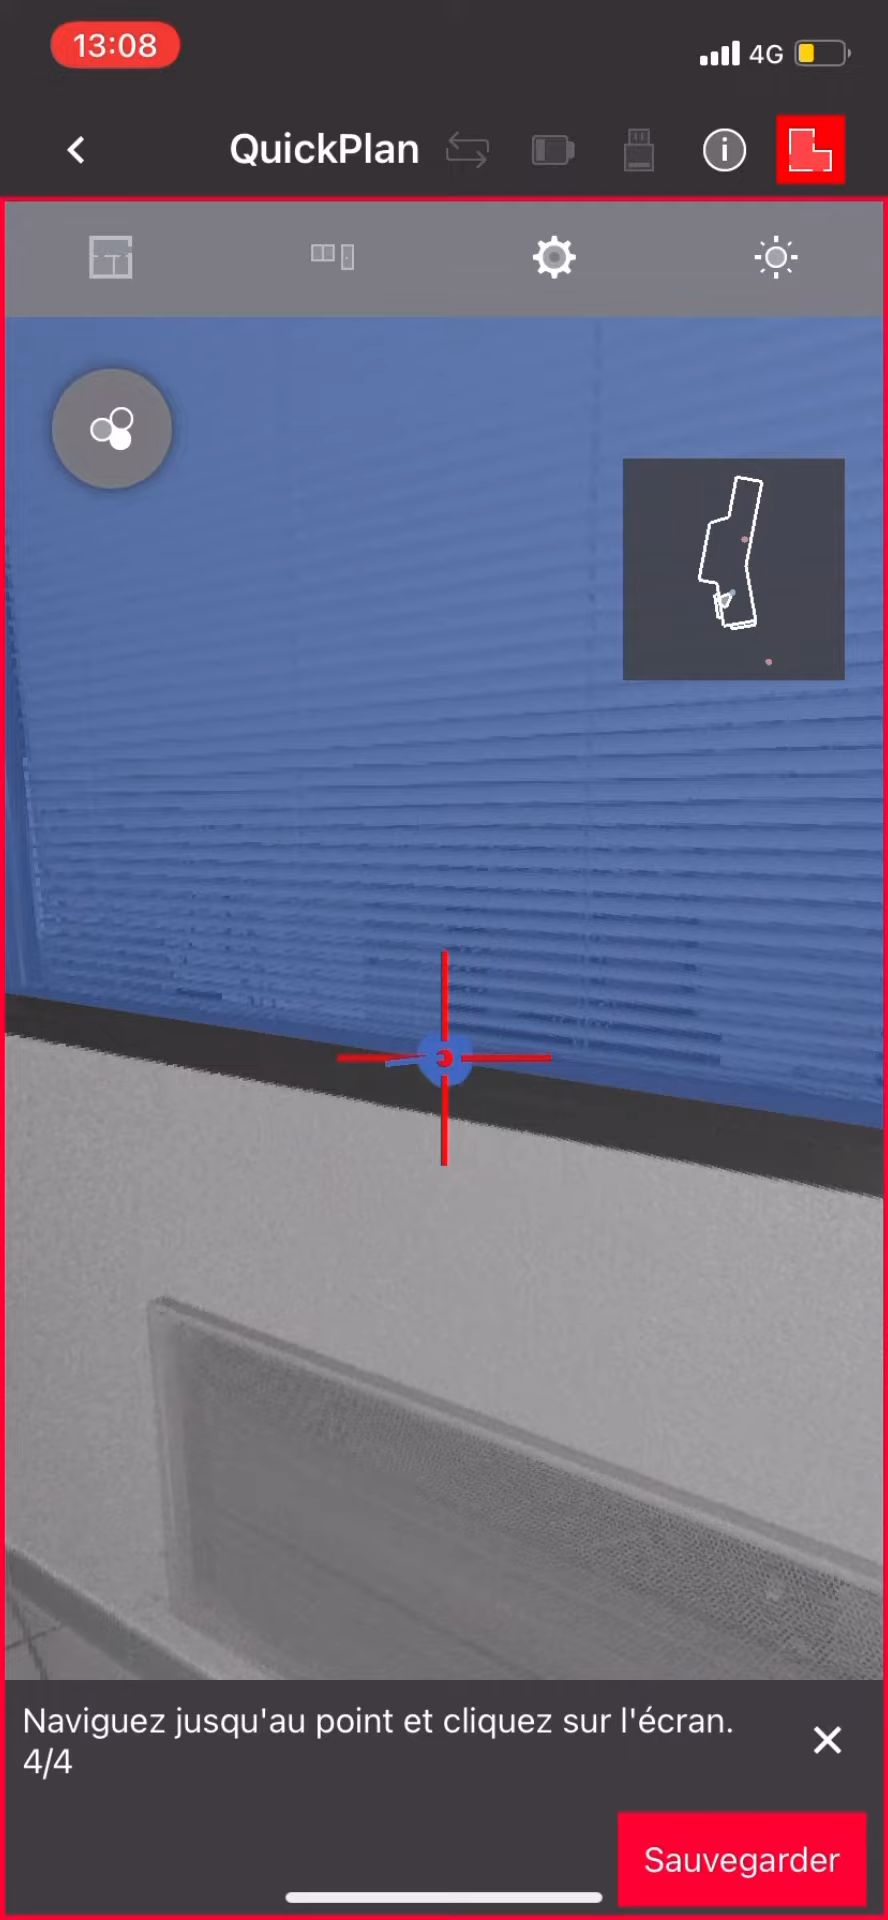 13:08
4G
QuickPlan
Naviguez jusqu'au point et cliquez sur l'écran.
4/4
Sauvegarder